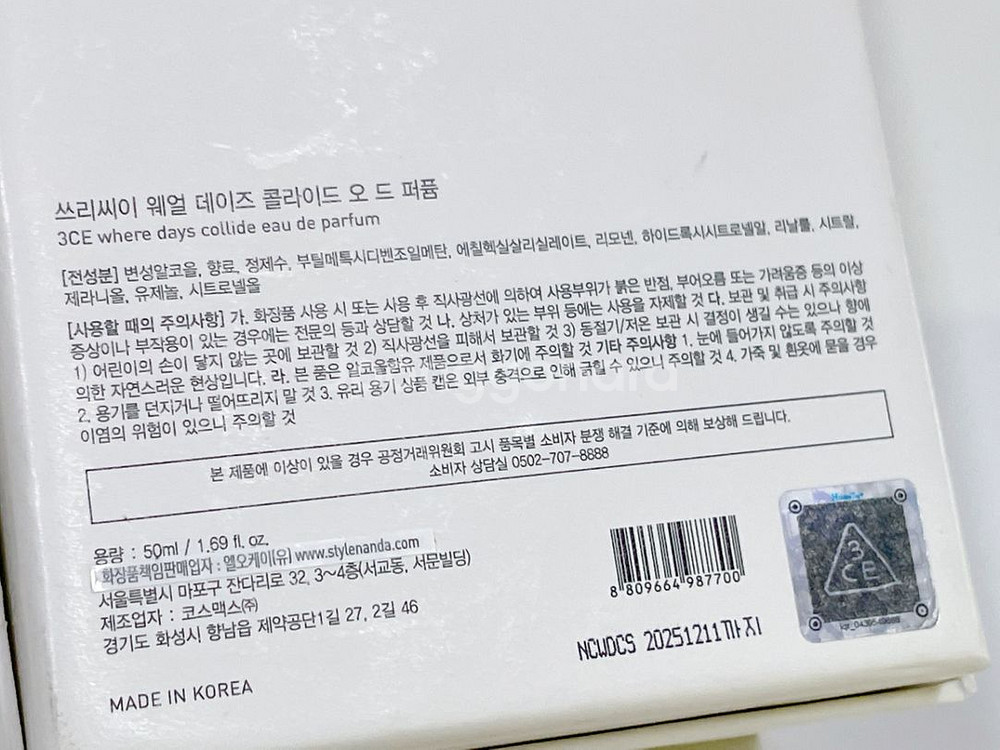 쓰리씨이 웨얼 데이즈 콜라이드 오 드 퍼퓸
3CE where days collide eau de parfum
[전성분] 변성알코올, 향료, 정제수, 부틸메톡시디벤조일메탄, 에칠헥실살리실레이트, 리모넨, 하이드록시시트로넬알, 리날룰, 시트랄,
제라니올, 유제놀, 시트로넬올
[사용할 때의 주의사항] 가. 화장품 사용 시 또는 사용 후 직사광선에 의하여 사용부위가 붉은 반점, 부어오름 또는 가려움증 등의 이상
증상이나 부작용이 있는 경우에는 전문의 등과 상담할 것 나. 상처가 있는 부위 등에는 사용을 자제할 것 다. 보관 및 취급 시 주의사항
1) 어린이의 손이 닿지 않는 곳에 보관할 것 2) 직사광선을 피해서 보관할 것 3) 동절기/저온 보관 시 결정이 생길 수는 있으나 향에
의한 자연스러운 현상입니다. 라. 본 품은 알코올함유 제품으로서 화기에 주의할 것 기타 주의사항 1. 눈에 들어가지 않도록 주의할 것
2. 용기를 던지거나 떨어뜨리지 말 것 3. 유리 용기 상품 캡은 외부 충격으로 인해 긁힐 수 있으니 주의할 것 4. 가죽 및 흰옷에 묻을 경우
이염의 위험이 있으니 주의할 것
본 제품에 이상이 있을 경우 공정거래위원회 고시 품목별 소비자 분쟁 해결 기준에 의해 보상해 드립니다.
소비자 상담실 0502-707-8888
용량 : 50ml / 1.69 fl. oz.
화장품책임판매업자 : 엘오케이(유) www.stylenanda.com
서울특별시 마포구 잔다리로 32, 3~4층(서교동, 서문빌딩)
제조업자 : 코스맥스㈜
경기도 화성시 향남읍 제약공단1길 27, 2길 46
MADE IN KOREA
8 809664 987700
NCWDCS 20251211까지
3
CE